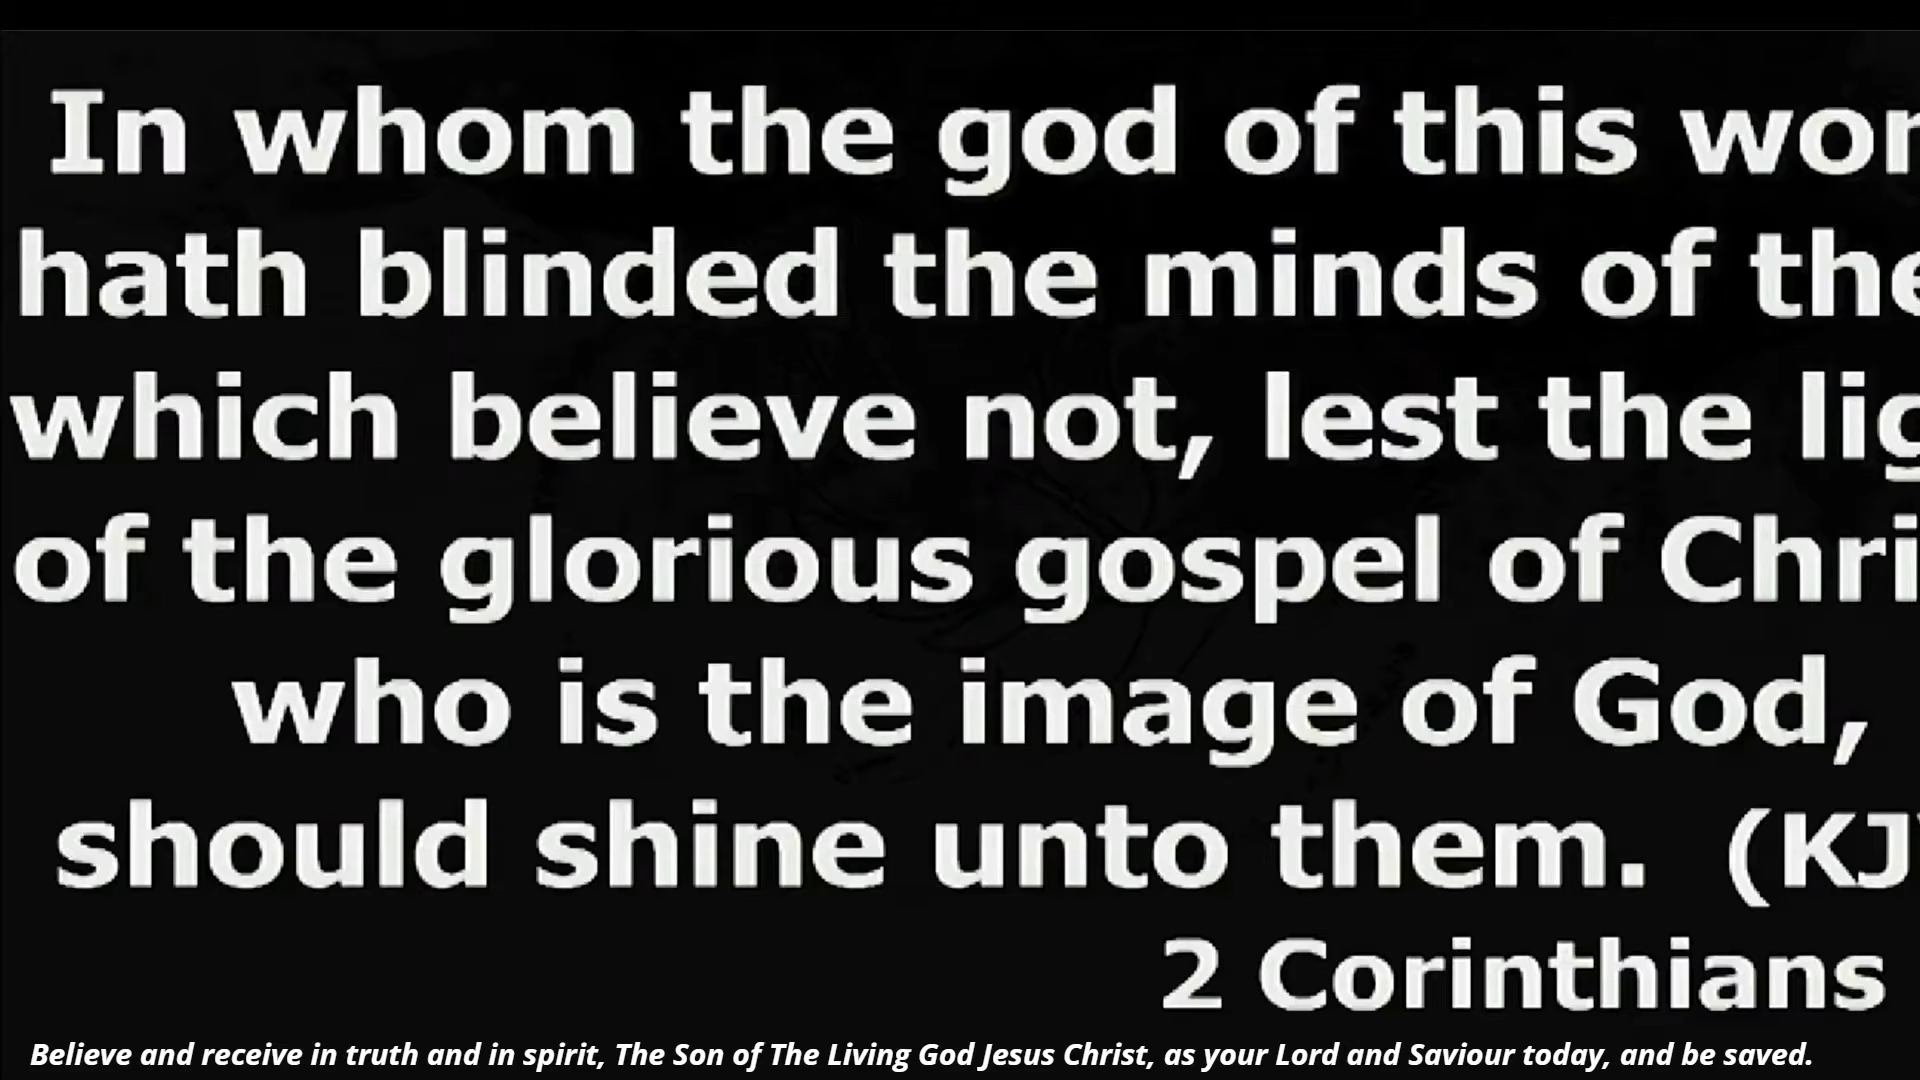 In whom the god of this wor
hath blinded the minds of the
which believe not, lest the lig
of the glorious gospel of Chri
who is the image of God,
should shine unto them. (KJV
2 Corinthians
Believe and receive in truth and in spirit, The Son of The Living God Jesus Christ, as your Lord and Saviour today, and be saved.